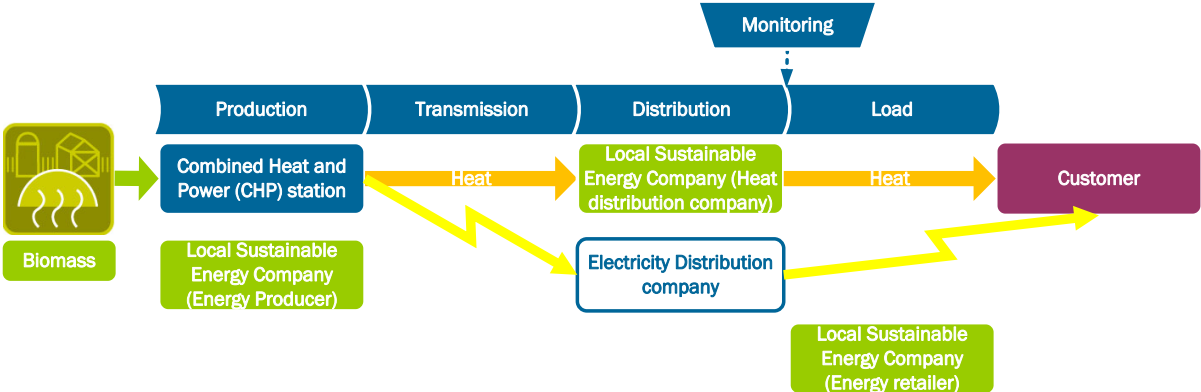 Monitoring
Production
Transmission
Distribution
Load
Combined Heat and
Power (CHP) station
Heat
Local Sustainable
Energy Company (Heat
distribution company)
Heat
Customer
Biomass
Local Sustainable
Energy Company
(Energy Producer)
Electricity Distribution
company
Local Sustainable
Energy Company
(Energy retailer)